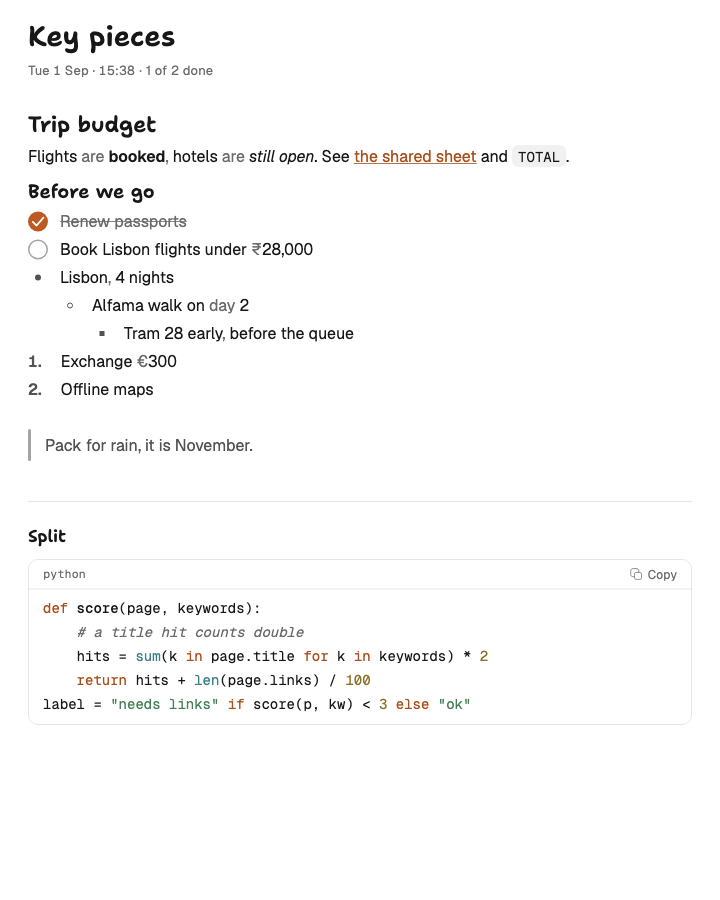 Key pieces
Tue 1 Sep · 15:38 · 1 of 2 done
Trip budget
Flights are booked, hotels are still open. See the shared sheet and TOTAL.
Before we go
Renew passports
Book Lisbon flights under ₹28,000
Lisbon, 4 nights
Alfama walk on day 2
Tram 28 early, before the queue
1. Exchange €300
2. Offline maps
Pack for rain, it is November.
Split
python Copy
def score(page, keywords):
    # a title hit counts double
    hits = sum(k in page.title for k in keywords) * 2
    return hits + len(page.links) / 100
label = "needs links" if score(p, kw) < 3 else "ok"